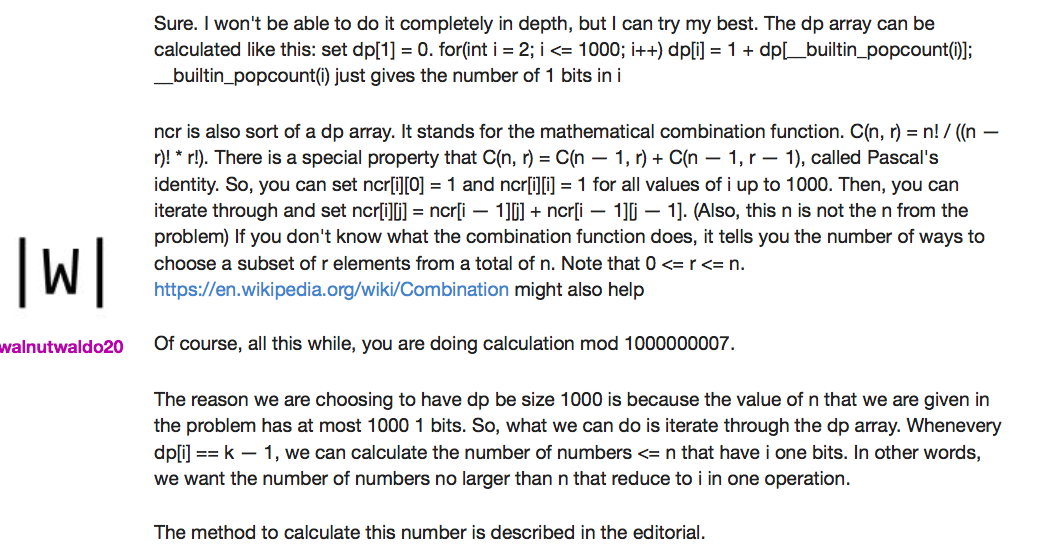 Sure. I won't be able to do it completely in depth, but I can try my best. The dp array can be
calculated like this: set dp[1] = 0. for(int i = 2; i <= 1000; i++) dp[i] = 1 + dp[__builtin_popcount(i)];
__builtin_popcount(i) just gives the number of 1 bits in i
ncr is also sort of a dp array. It stands for the mathematical combination function. C(n, r) = n! / ((n —
r)! * r!). There is a special property that C(n, r) = C(n — 1, r) + C(n — 1, r — 1), called Pascal's
identity. So, you can set ncr[i][0] = 1 and ncr[i][i] = 1 for all values of i up to 1000. Then, you can
iterate through and set ncr[i][j] = ncr[i — 1][j] + ncr[i — 1][j — 1]. (Also, this n is not the n from the
problem) If you don't know what the combination function does, it tells you the number of ways to
choose a subset of r elements from a total of n. Note that 0 <= r <= n.
https://en.wikipedia.org/wiki/Combination might also help
|W|
walnutwaldo20
Of course, all this while, you are doing calculation mod 1000000007.
The reason we are choosing to have dp be size 1000 is because the value of n that we are given in
the problem has at most 1000 1 bits. So, what we can do is iterate through the dp array. Whenevery
dp[i] == k — 1, we can calculate the number of numbers <= n that have i one bits. In other words,
we want the number of numbers no larger than n that reduce to i in one operation.
The method to calculate this number is described in the editorial.